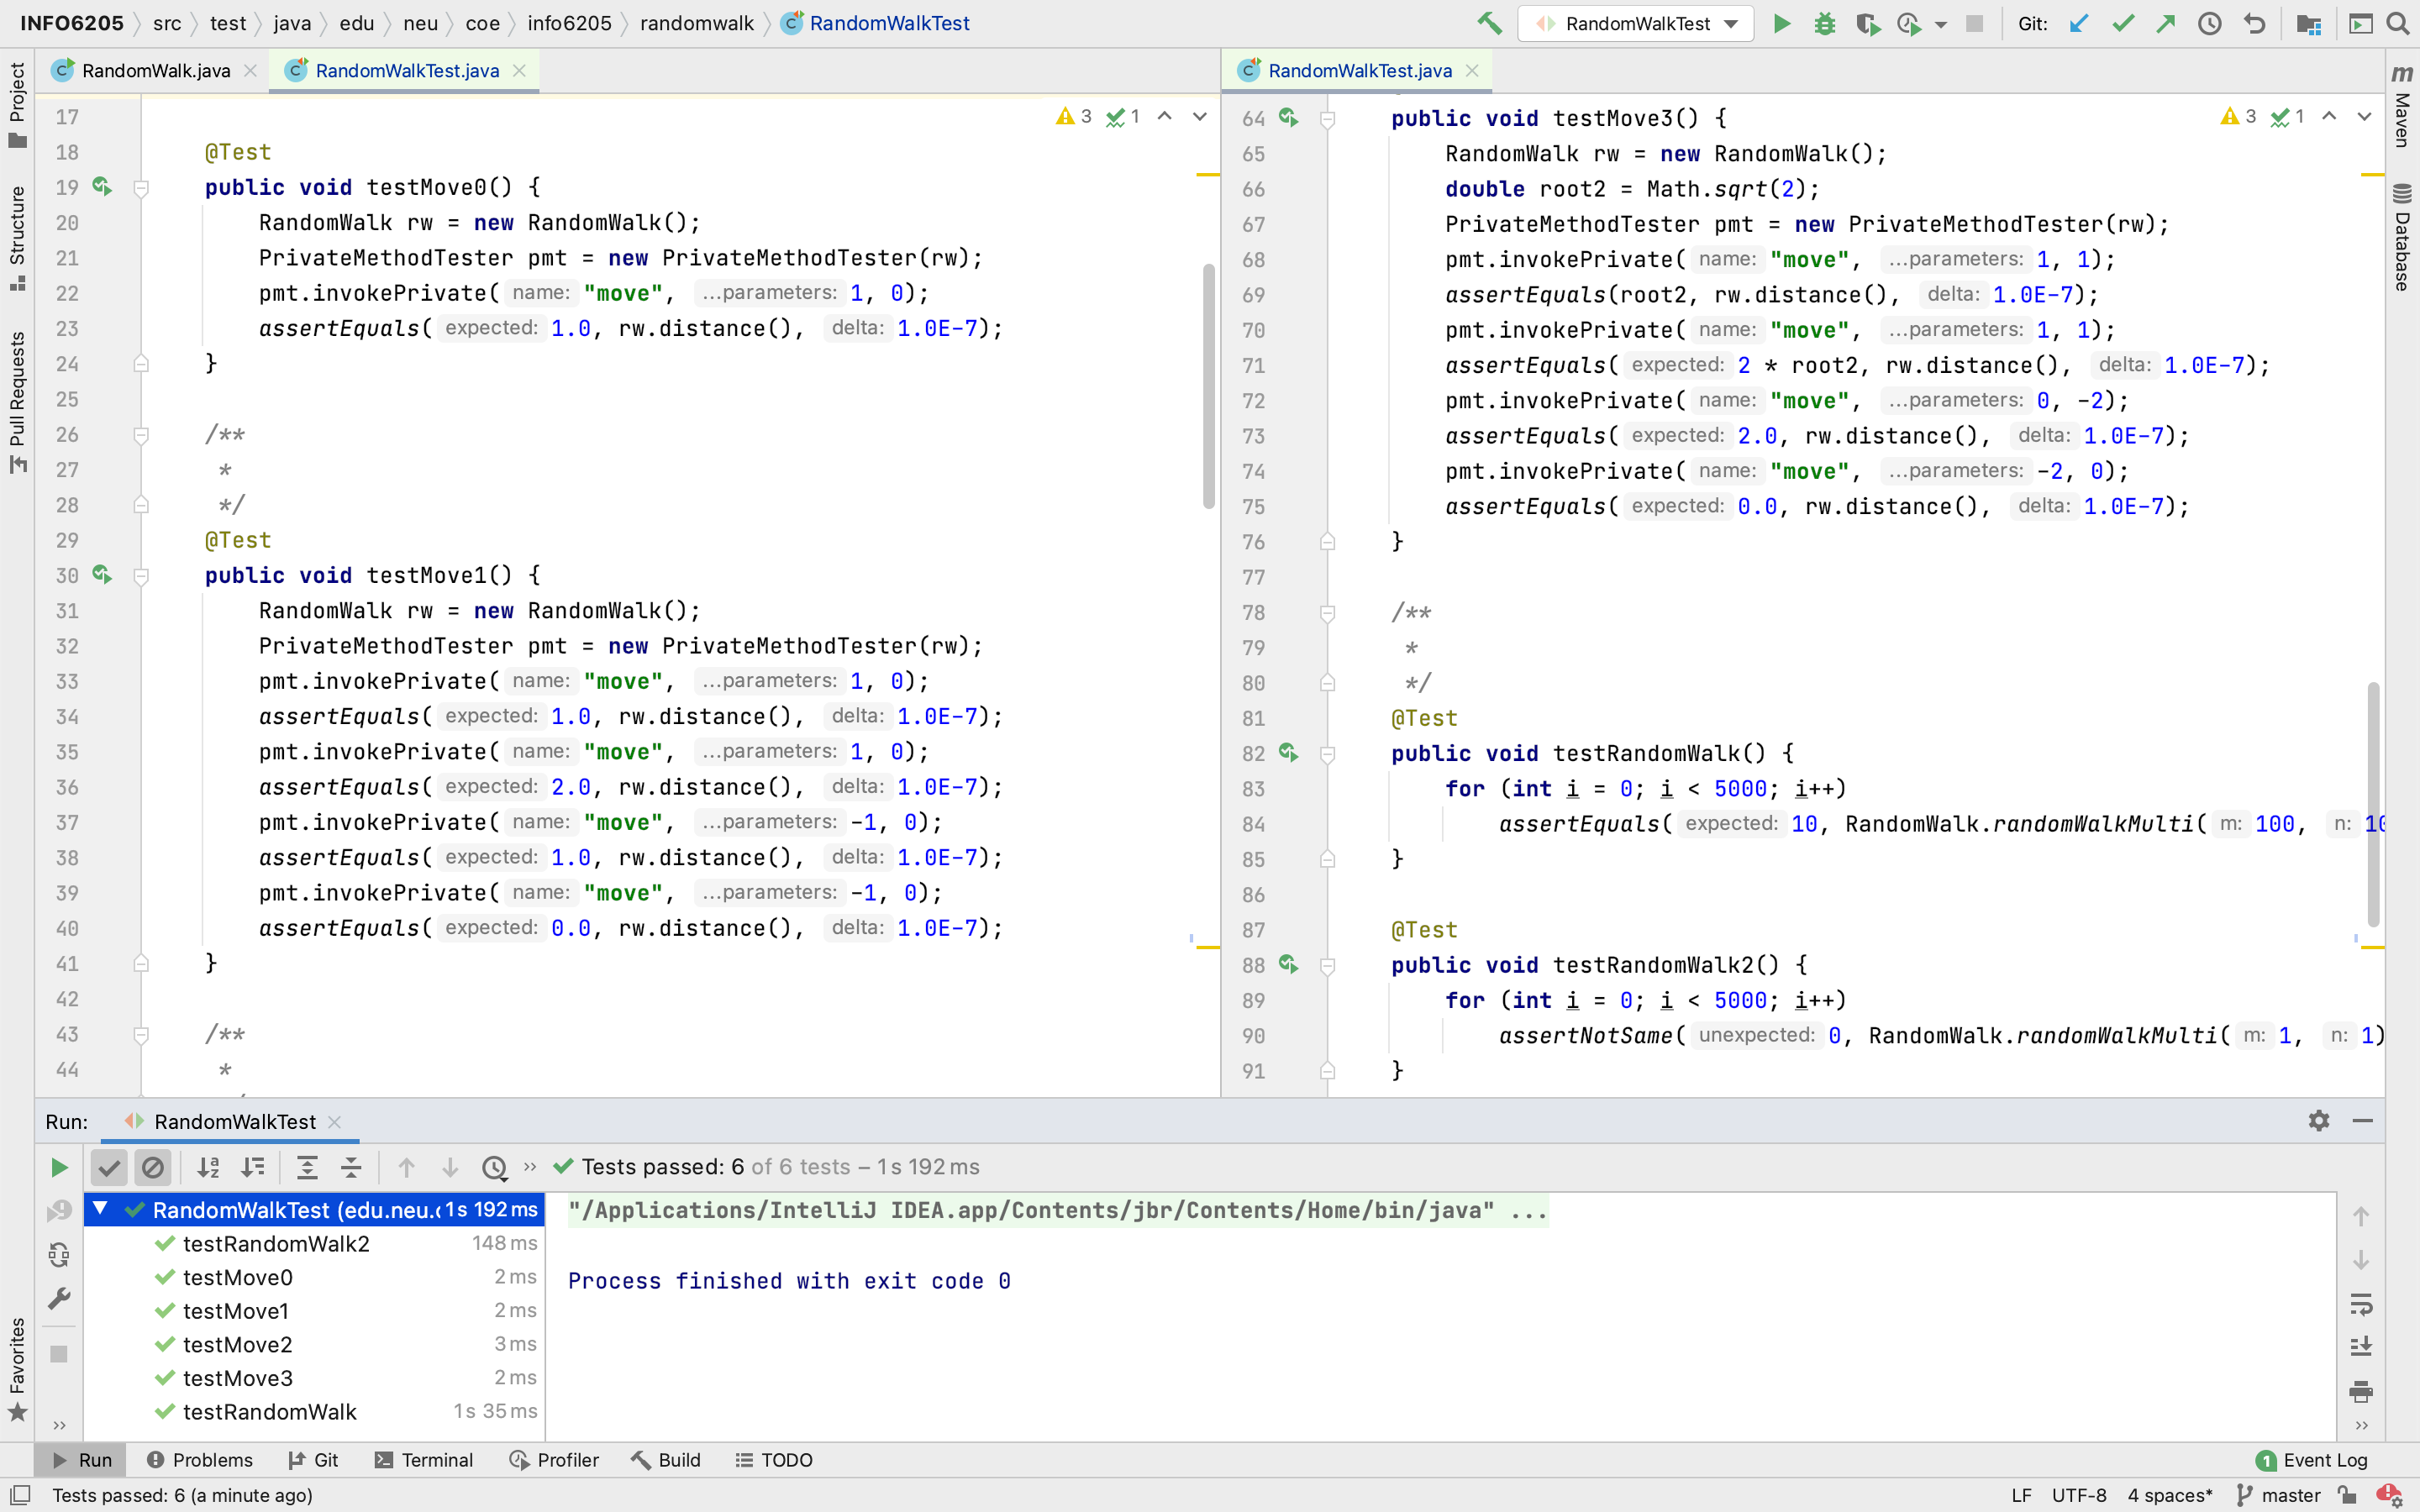 INFO6205 src test java edu neu coe info6205 randomwalk RandomWalkTest
RandomWalkTest
Git:
Project
Structure
Pull Requests
Favorites
RandomWalk.java
RandomWalkTest.java
3 1
17
18 @Test
19 public void testMove0() {
20 RandomWalk rw = new RandomWalk();
21 PrivateMethodTester pmt = new PrivateMethodTester(rw);
22 pmt.invokePrivate( name: "move", ...parameters: 1, 0);
23 assertEquals( expected: 1.0, rw.distance(), delta: 1.0E-7);
24 }
25
26 /**
27 *
28 */
29 @Test
30 public void testMove1() {
31 RandomWalk rw = new RandomWalk();
32 PrivateMethodTester pmt = new PrivateMethodTester(rw);
33 pmt.invokePrivate( name: "move", ...parameters: 1, 0);
34 assertEquals( expected: 1.0, rw.distance(), delta: 1.0E-7);
35 pmt.invokePrivate( name: "move", ...parameters: 1, 0);
36 assertEquals( expected: 2.0, rw.distance(), delta: 1.0E-7);
37 pmt.invokePrivate( name: "move", ...parameters: -1, 0);
38 assertEquals( expected: 1.0, rw.distance(), delta: 1.0E-7);
39 pmt.invokePrivate( name: "move", ...parameters: -1, 0);
40 assertEquals( expected: 0.0, rw.distance(), delta: 1.0E-7);
41 }
42
43 /**
44 *
RandomWalkTest.java
3 1
64 public void testMove3() {
65 RandomWalk rw = new RandomWalk();
66 double root2 = Math.sqrt(2);
67 PrivateMethodTester pmt = new PrivateMethodTester(rw);
68 pmt.invokePrivate( name: "move", ...parameters: 1, 1);
69 assertEquals(root2, rw.distance(), delta: 1.0E-7);
70 pmt.invokePrivate( name: "move", ...parameters: 1, 1);
71 assertEquals( expected: 2 * root2, rw.distance(), delta: 1.0E-7);
72 pmt.invokePrivate( name: "move", ...parameters: 0, -2);
73 assertEquals( expected: 2.0, rw.distance(), delta: 1.0E-7);
74 pmt.invokePrivate( name: "move", ...parameters: -2, 0);
75 assertEquals( expected: 0.0, rw.distance(), delta: 1.0E-7);
76 }
77
78 /**
79 *
80 */
81 @Test
82 public void testRandomWalk() {
83 for (int i = 0; i < 5000; i++)
84 assertEquals( expected: 10, RandomWalk.randomWalkMulti( m: 100, n: 10
85 }
86
87 @Test
88 public void testRandomWalk2() {
89 for (int i = 0; i < 5000; i++)
90 assertNotSame( unexpected: 0, RandomWalk.randomWalkMulti( m: 1, n: 1)
91 }
m Maven
Database
Run: RandomWalkTest
Tests passed: 6 of 6 tests – 1 s 192 ms
RandomWalkTest (edu.neu.c 1 s 192 ms
testRandomWalk2 148 ms
testMove0 2 ms
testMove1 2 ms
testMove2 3 ms
testMove3 2 ms
testRandomWalk 1 s 35 ms
"/Applications/IntelliJ IDEA.app/Contents/jbr/Contents/Home/bin/java" ...
Process finished with exit code 0
Run Problems Git Terminal Profiler Build TODO
1 Event Log
Tests passed: 6 (a minute ago)
LF UTF-8 4 spaces* master